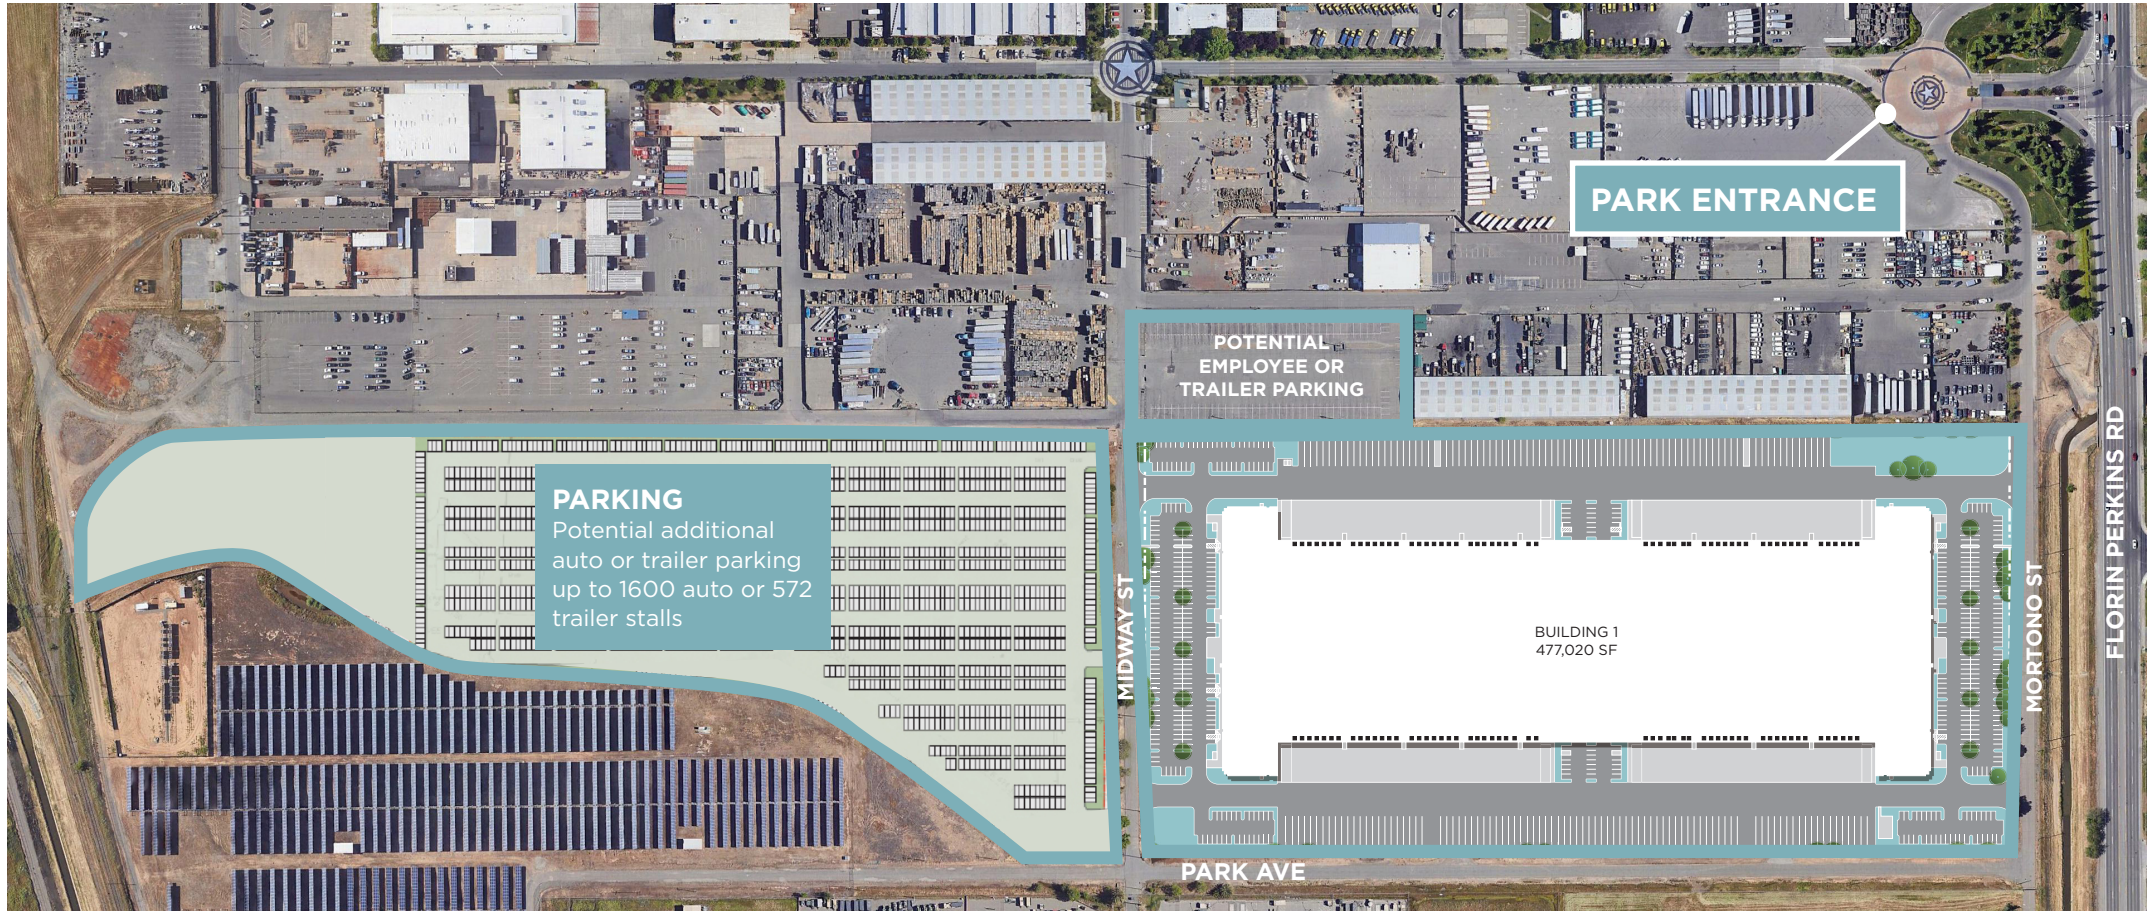 PARK ENTRANCE
POTENTIAL
EMPLOYEE OR
TRAILER PARKING
PARKING
Potential additional
auto or trailer parking
up to 1600 auto or 572
trailer stalls
MIDWAY ST
BUILDING 1
477,020 SF
MORTONO ST
FLORIN PERKINS RD
PARK AVE